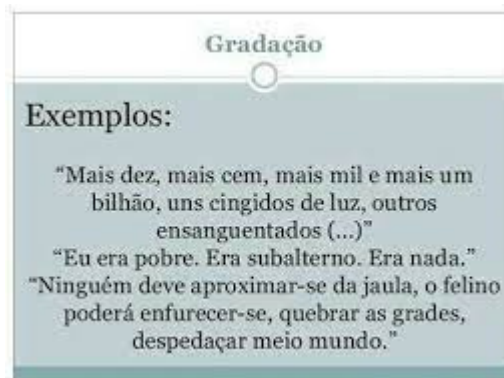 Gradação
Exemplos:
“Mais dez, mais cem, mais mil e mais um
bilhão, uns cingidos de luz, outros
ensanguentados (...)”
“Eu era pobre. Era subalterno. Era nada.”
“Ninguém deve aproximar-se da jaula, o felino
poderá enfurecer-se, quebrar as grades,
despedaçar meio mundo.”